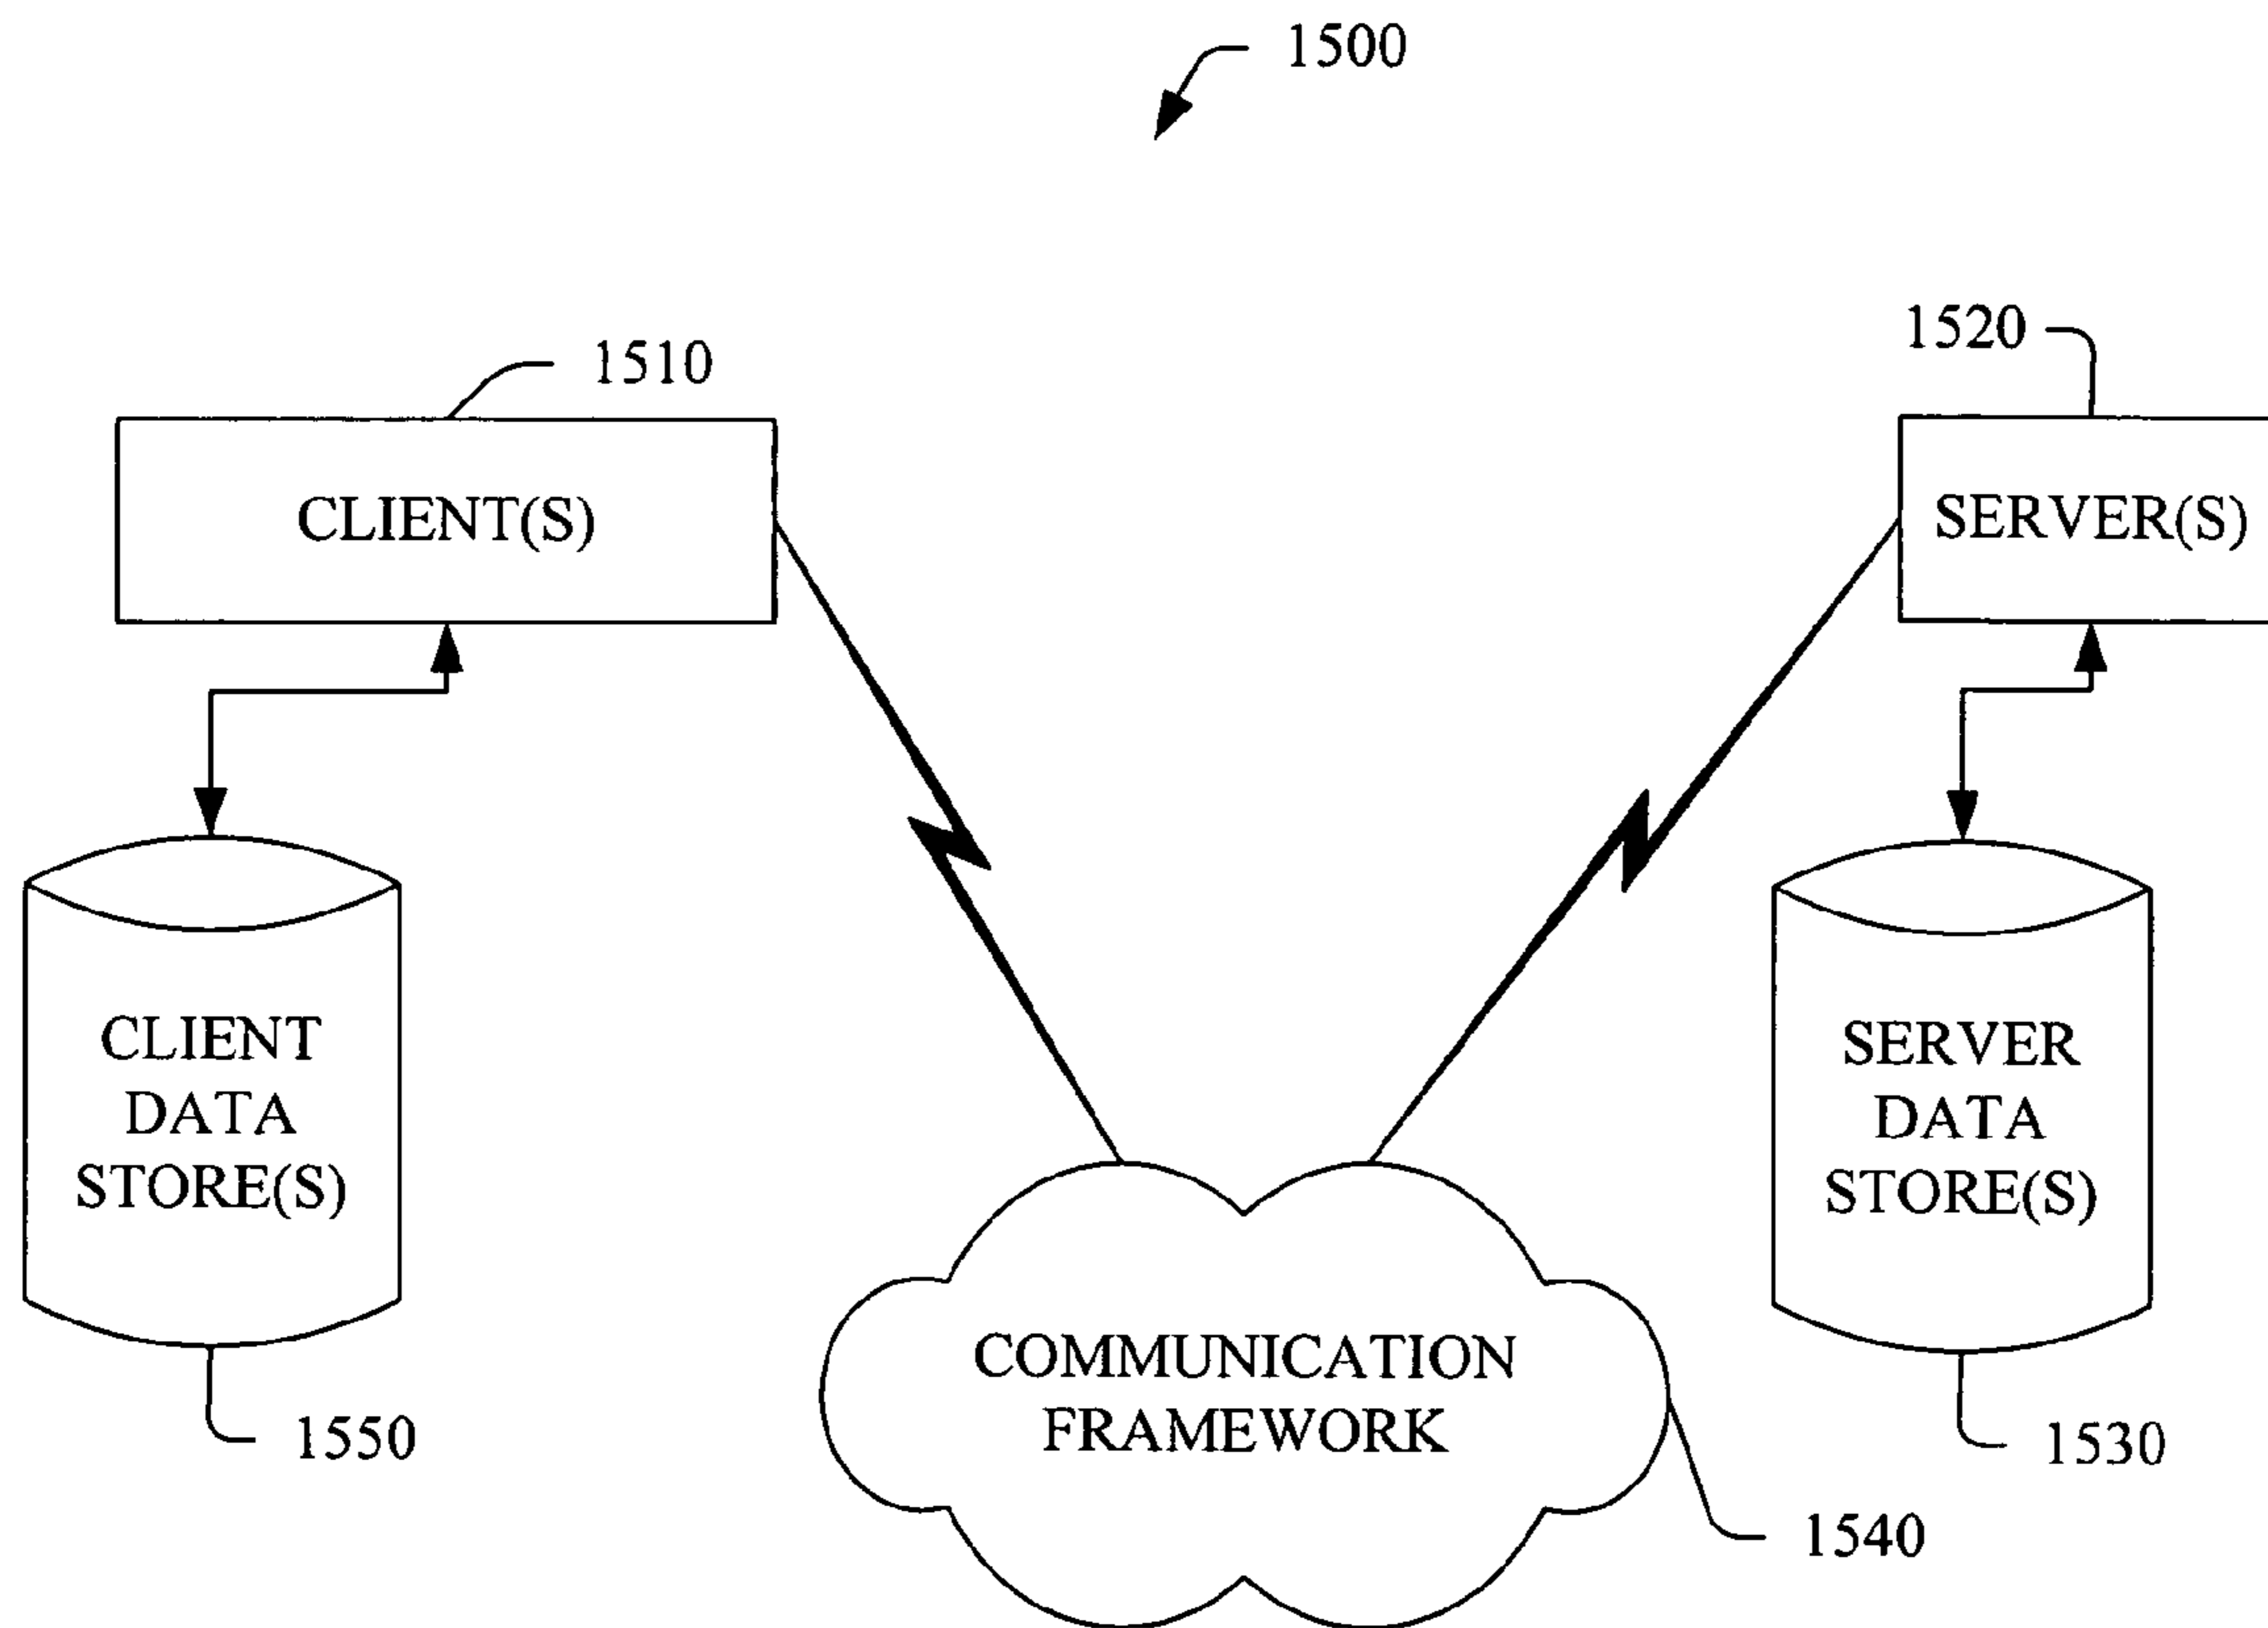 1500
1510
1520
CLIENT(S)
SERVER(S)
CLIENT
DATA
STORE(S)
SERVER
DATA
STORE(S)
COMMUNICATION
FRAMEWORK
1550
1530
1540